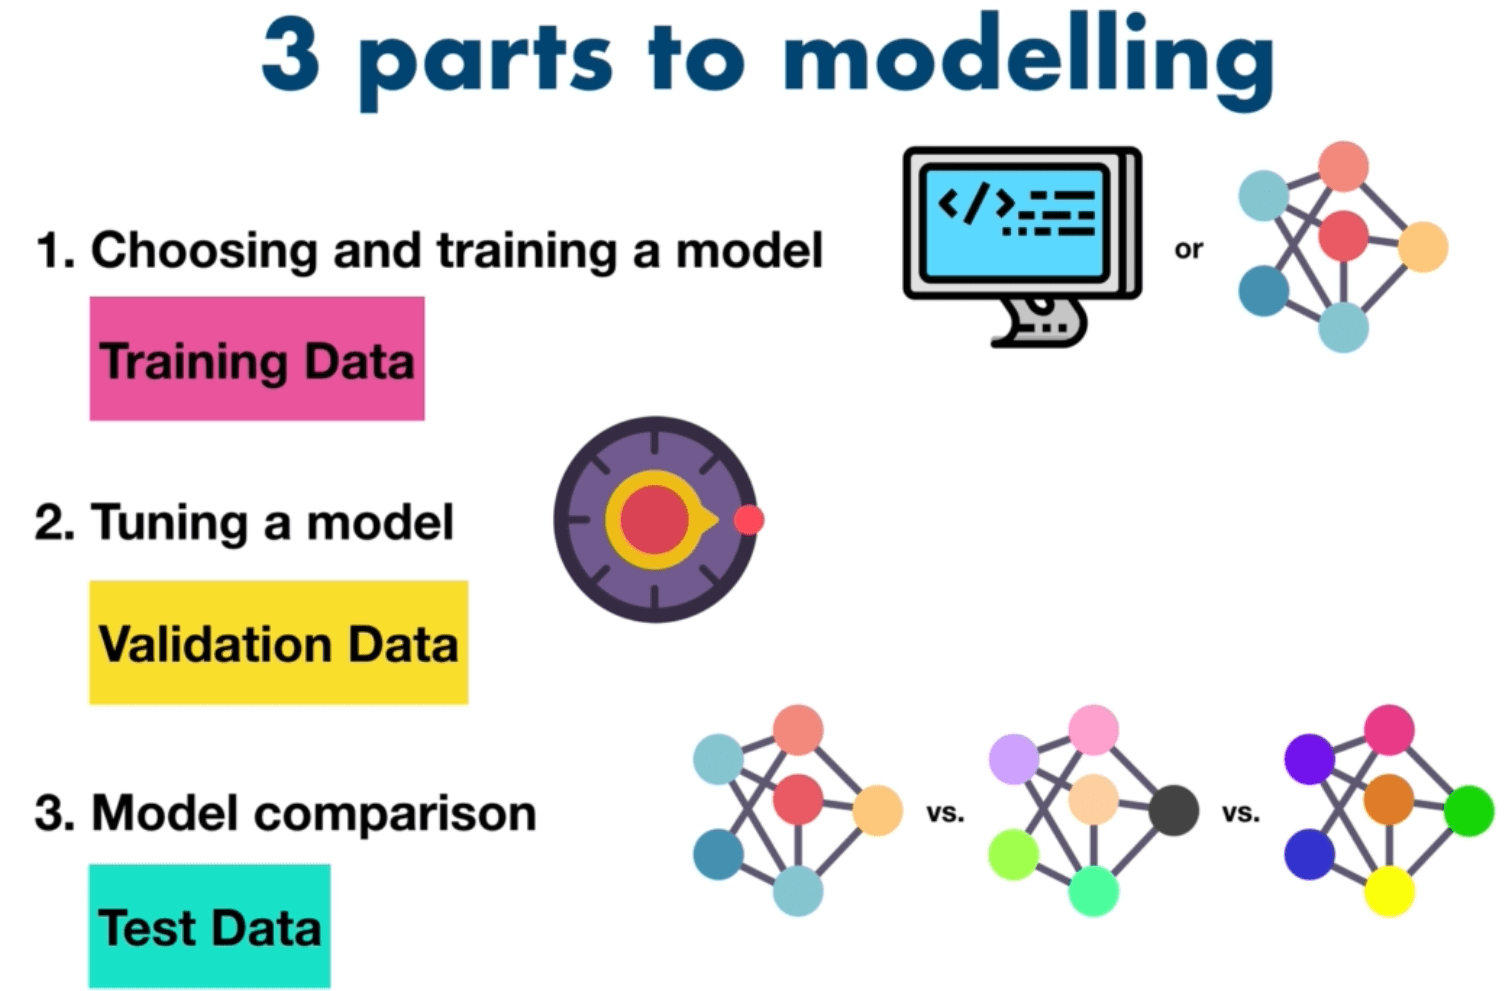 3 parts to modelling
1. Choosing and training a model
</>
or
Training Data
2. Tuning a model
Validation Data
3. Model comparison
vs.
vs.
Test Data